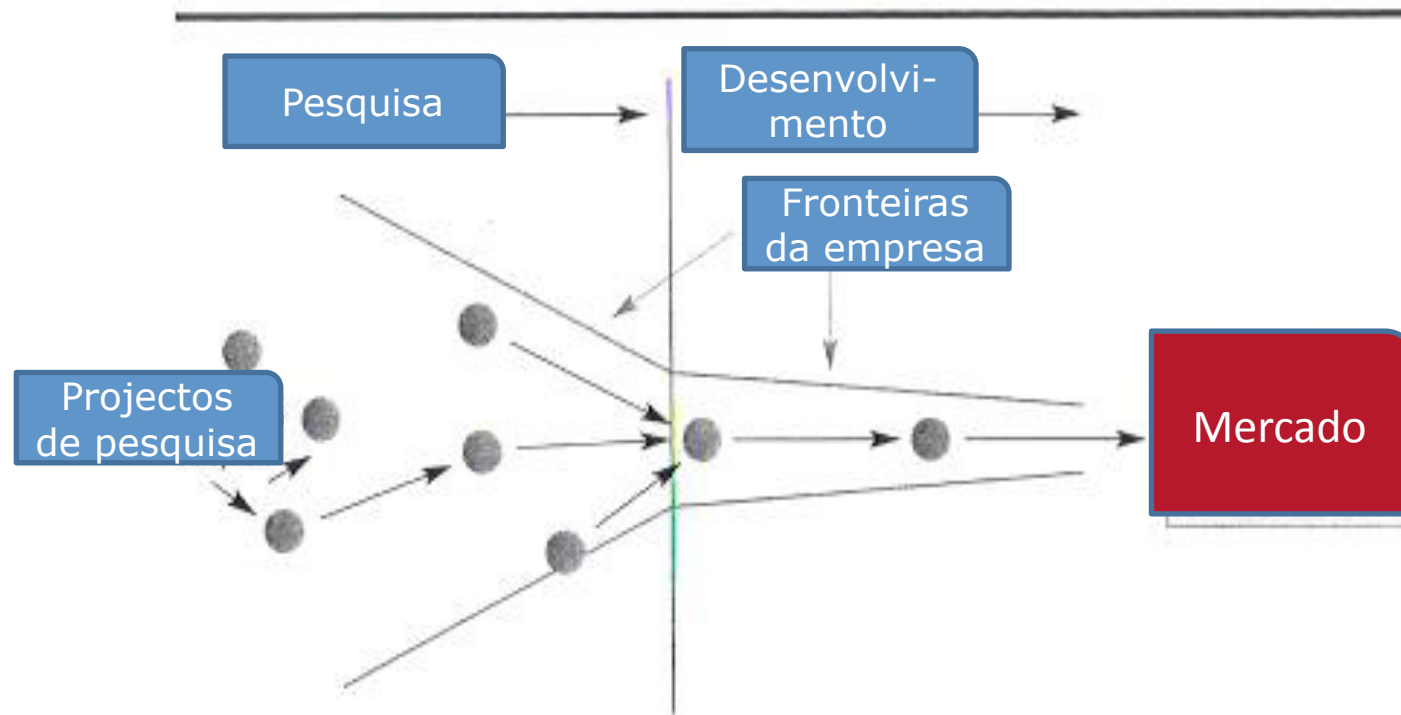 Pesquisa
Desenvolvi-
mento
Fronteiras
da empresa
Projectos
de pesquisa
Mercado